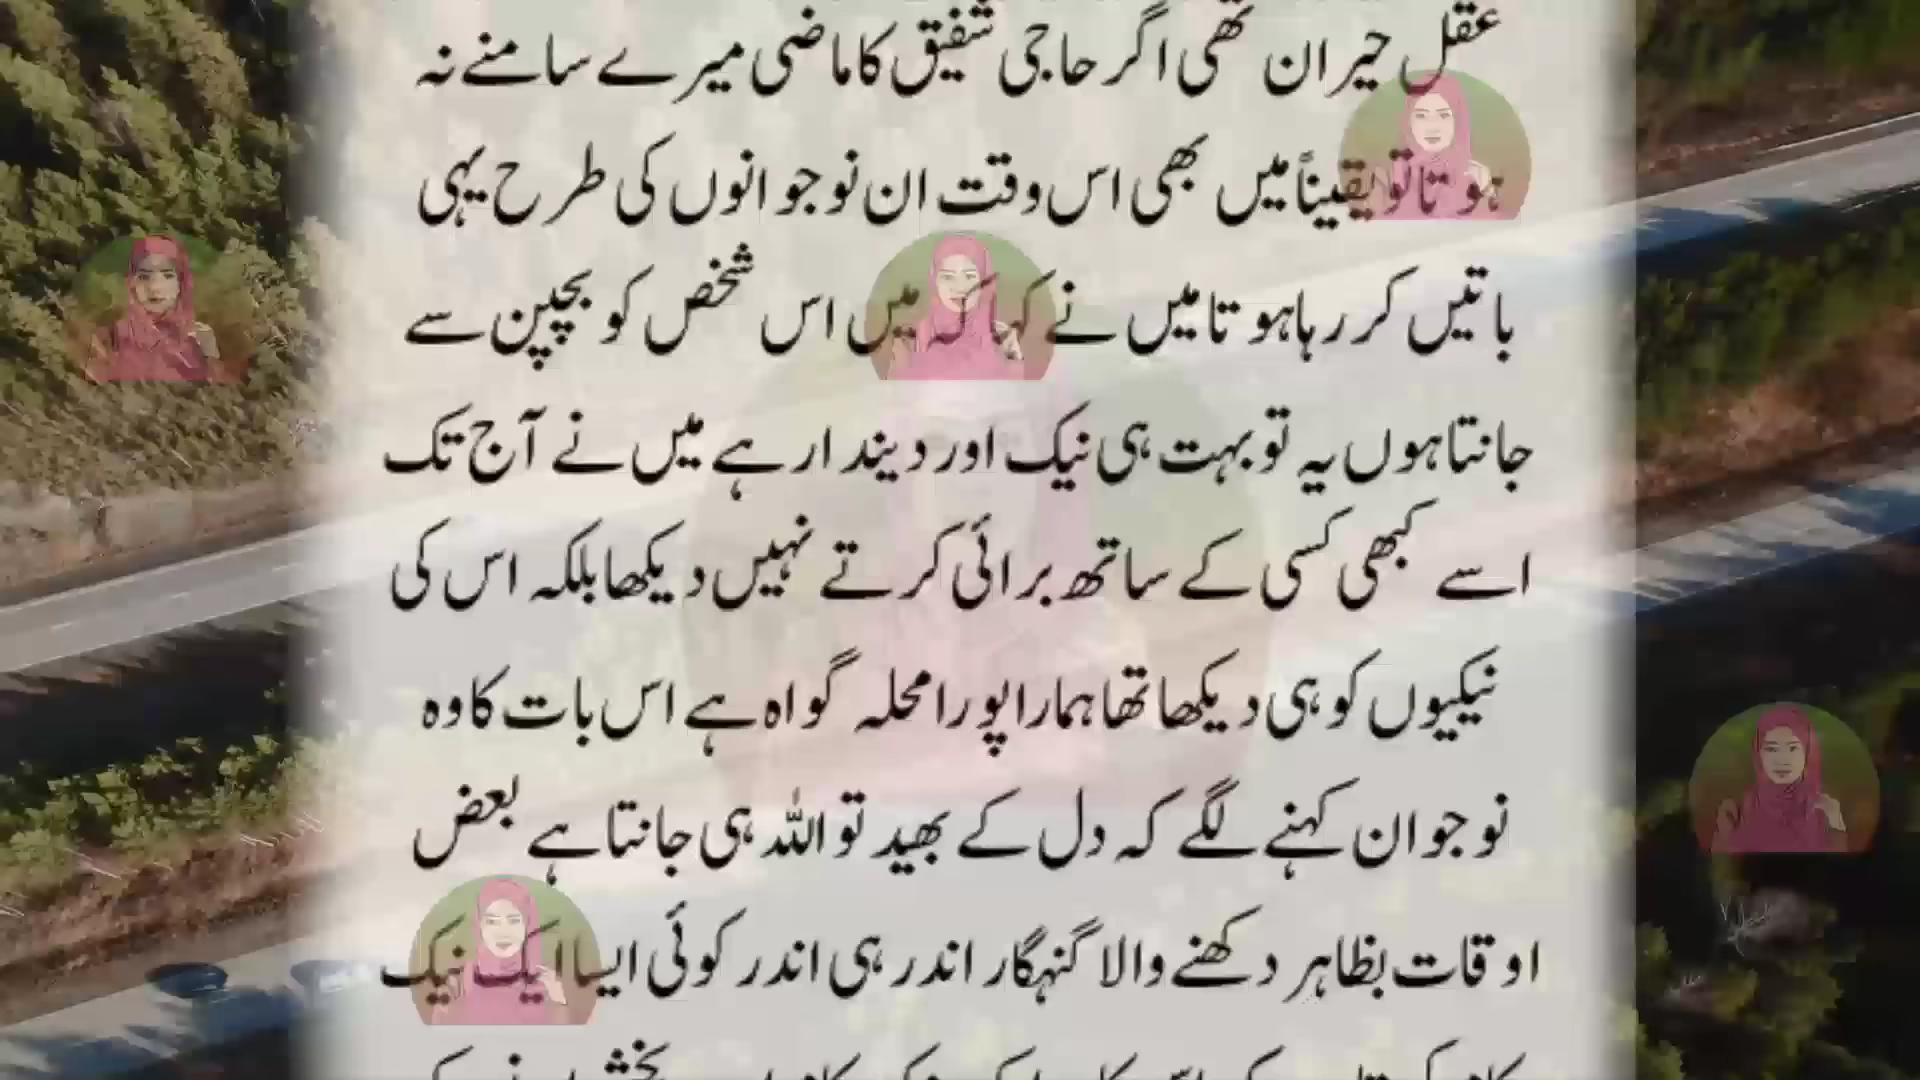 عقل حیران تھی اگر حاجی شفیق کا ماضی میرے سامنے نہ
ہوتا تو یقیناً میں بھی اس وقت ان نوجوانوں کی طرح یہی
باتیں کر رہا ہوتا میں نے کہا کہ میں اس شخص کو بچپن سے
جانتا ہوں یہ تو بہت ہی نیک اور دیندار ہے میں نے آج تک
اسے کبھی کسی کے ساتھ برائی کرتے نہیں دیکھا بلکہ اس کی
نیکیوں کو ہی دیکھا تھا ہمارا پورا محلہ گواہ ہے اس بات کا وہ
نوجوان کہنے لگے کہ دل کے بھید تو اللہ ہی جانتا ہے بعض
اوقات بظاہر دکھنے والا گنہگار اندر ہی اندر کوئی ایسا ایک نیک